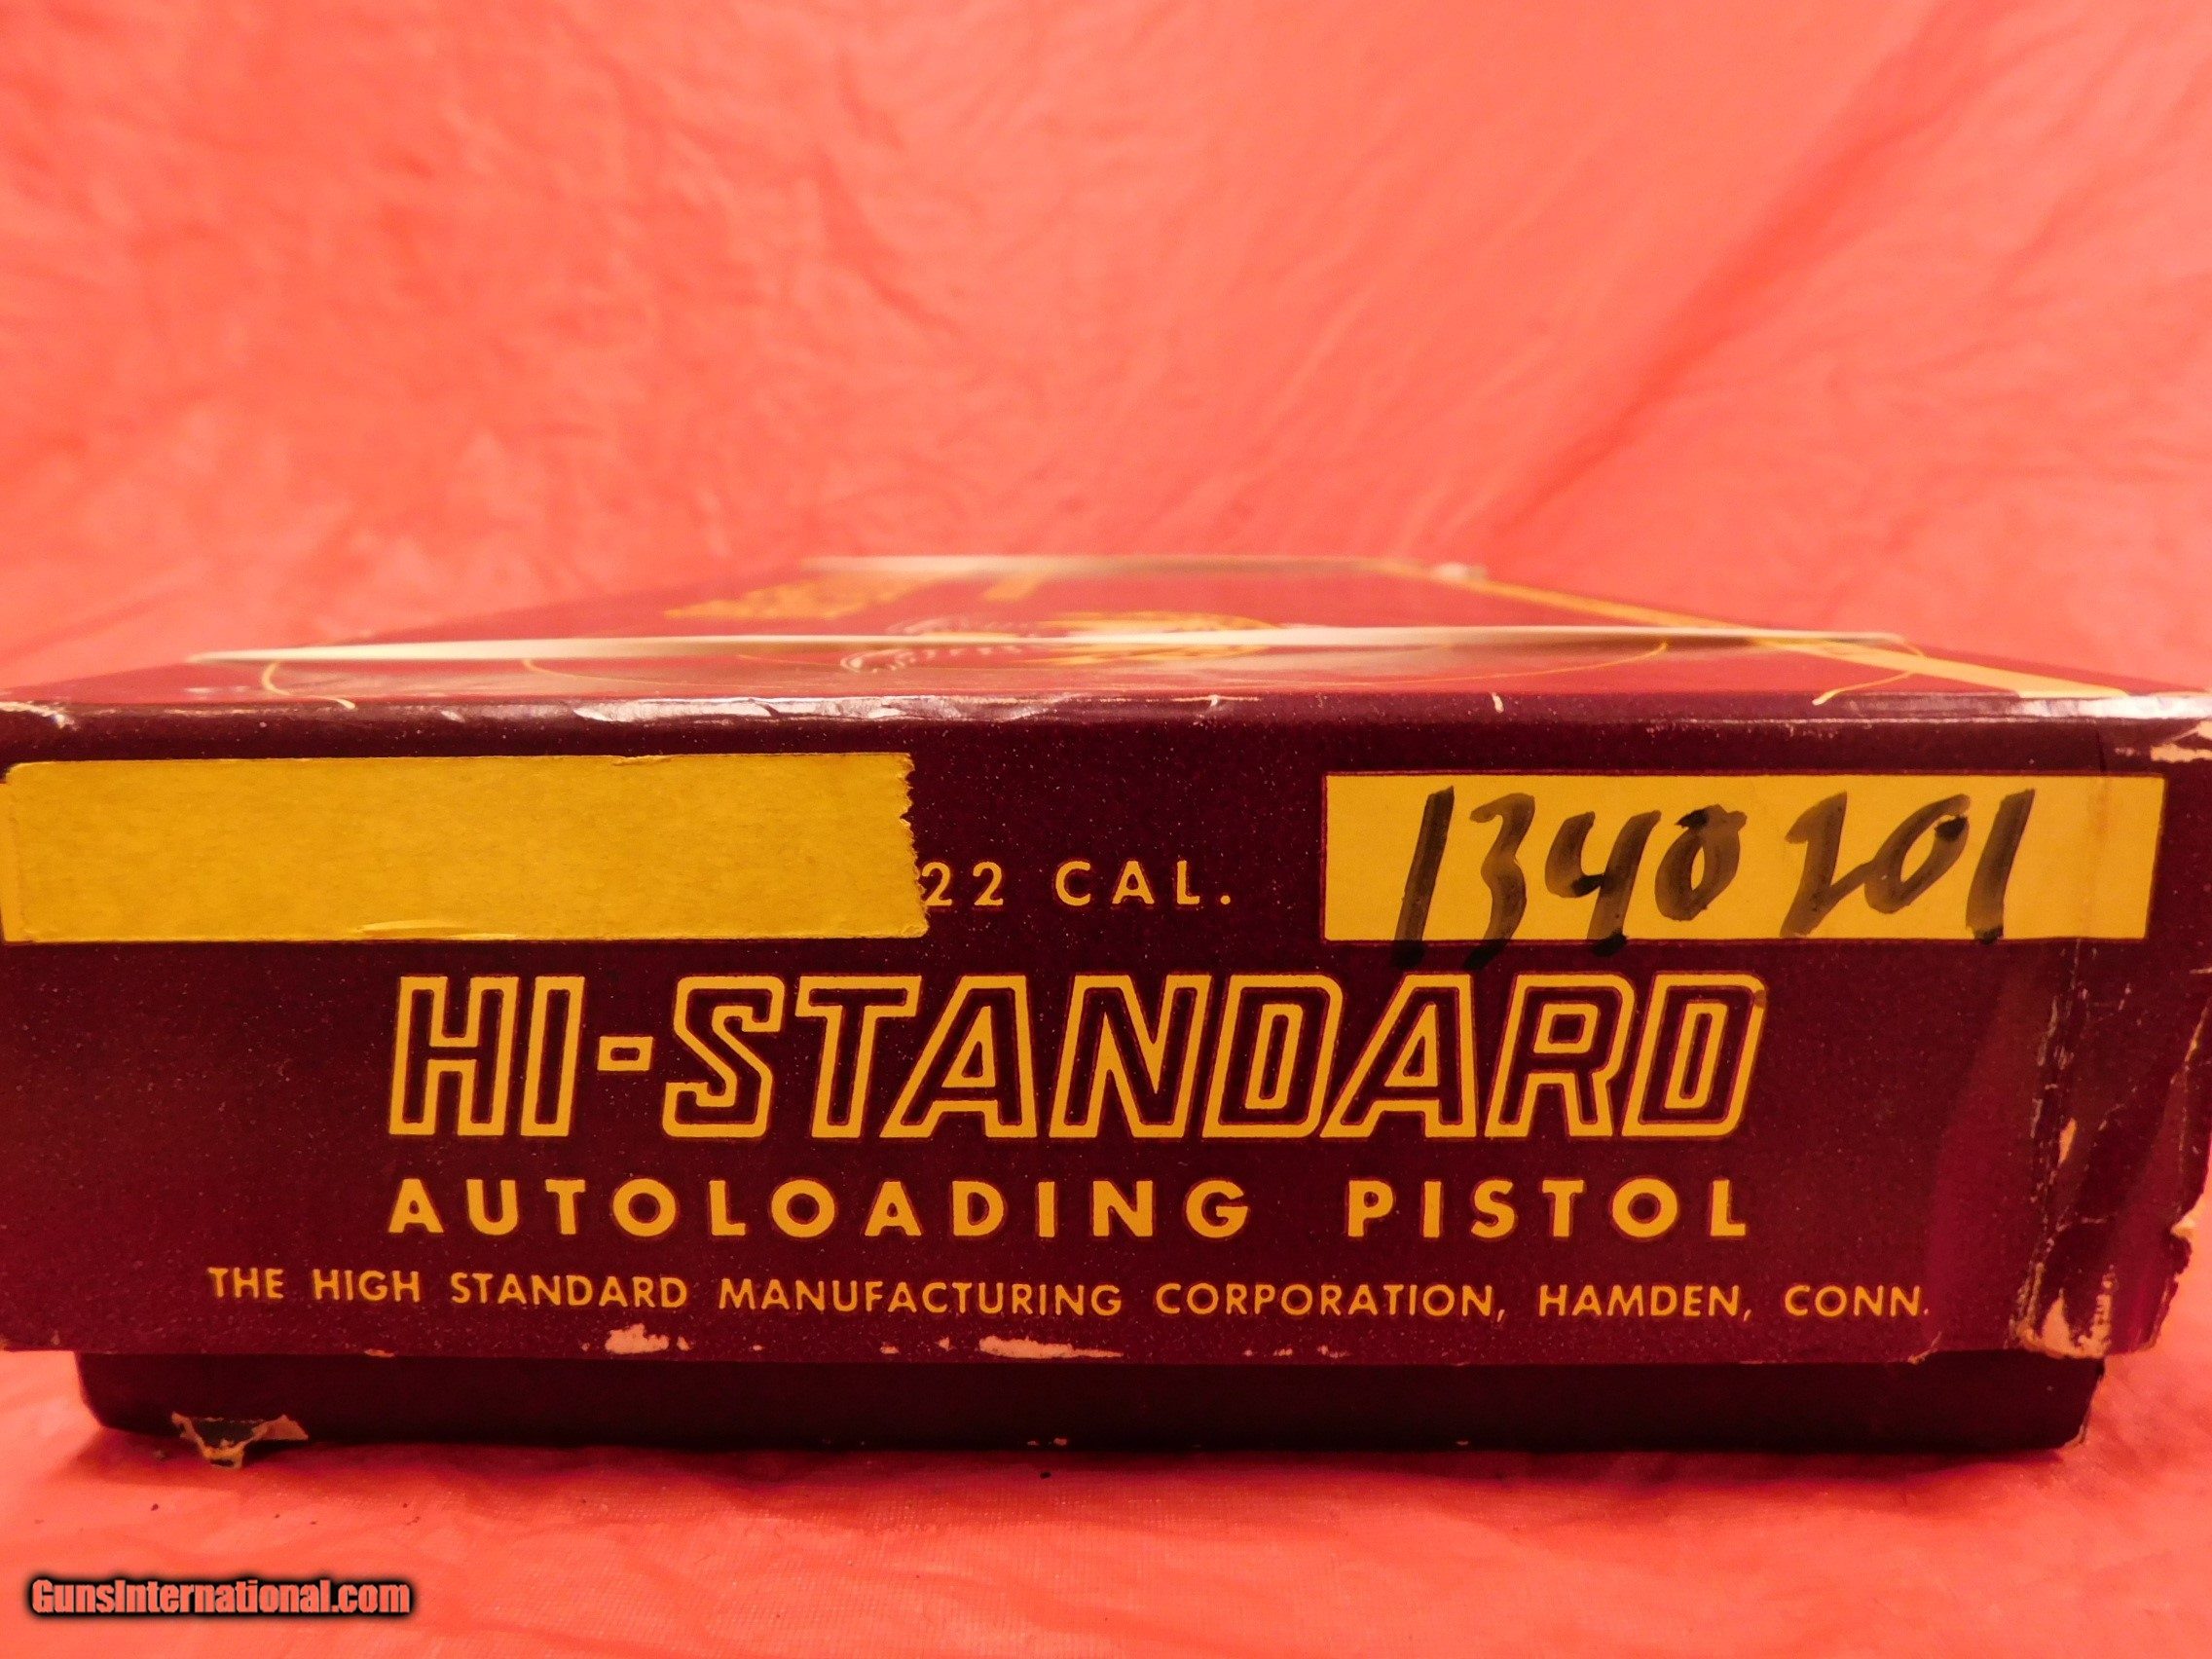 22 CAL.
1340201
HI-STANDARD
AUTOLOADING PISTOL
THE HIGH STANDARD MANUFACTURING CORPORATION, HAMDEN, CONN.
GunsInternational.com